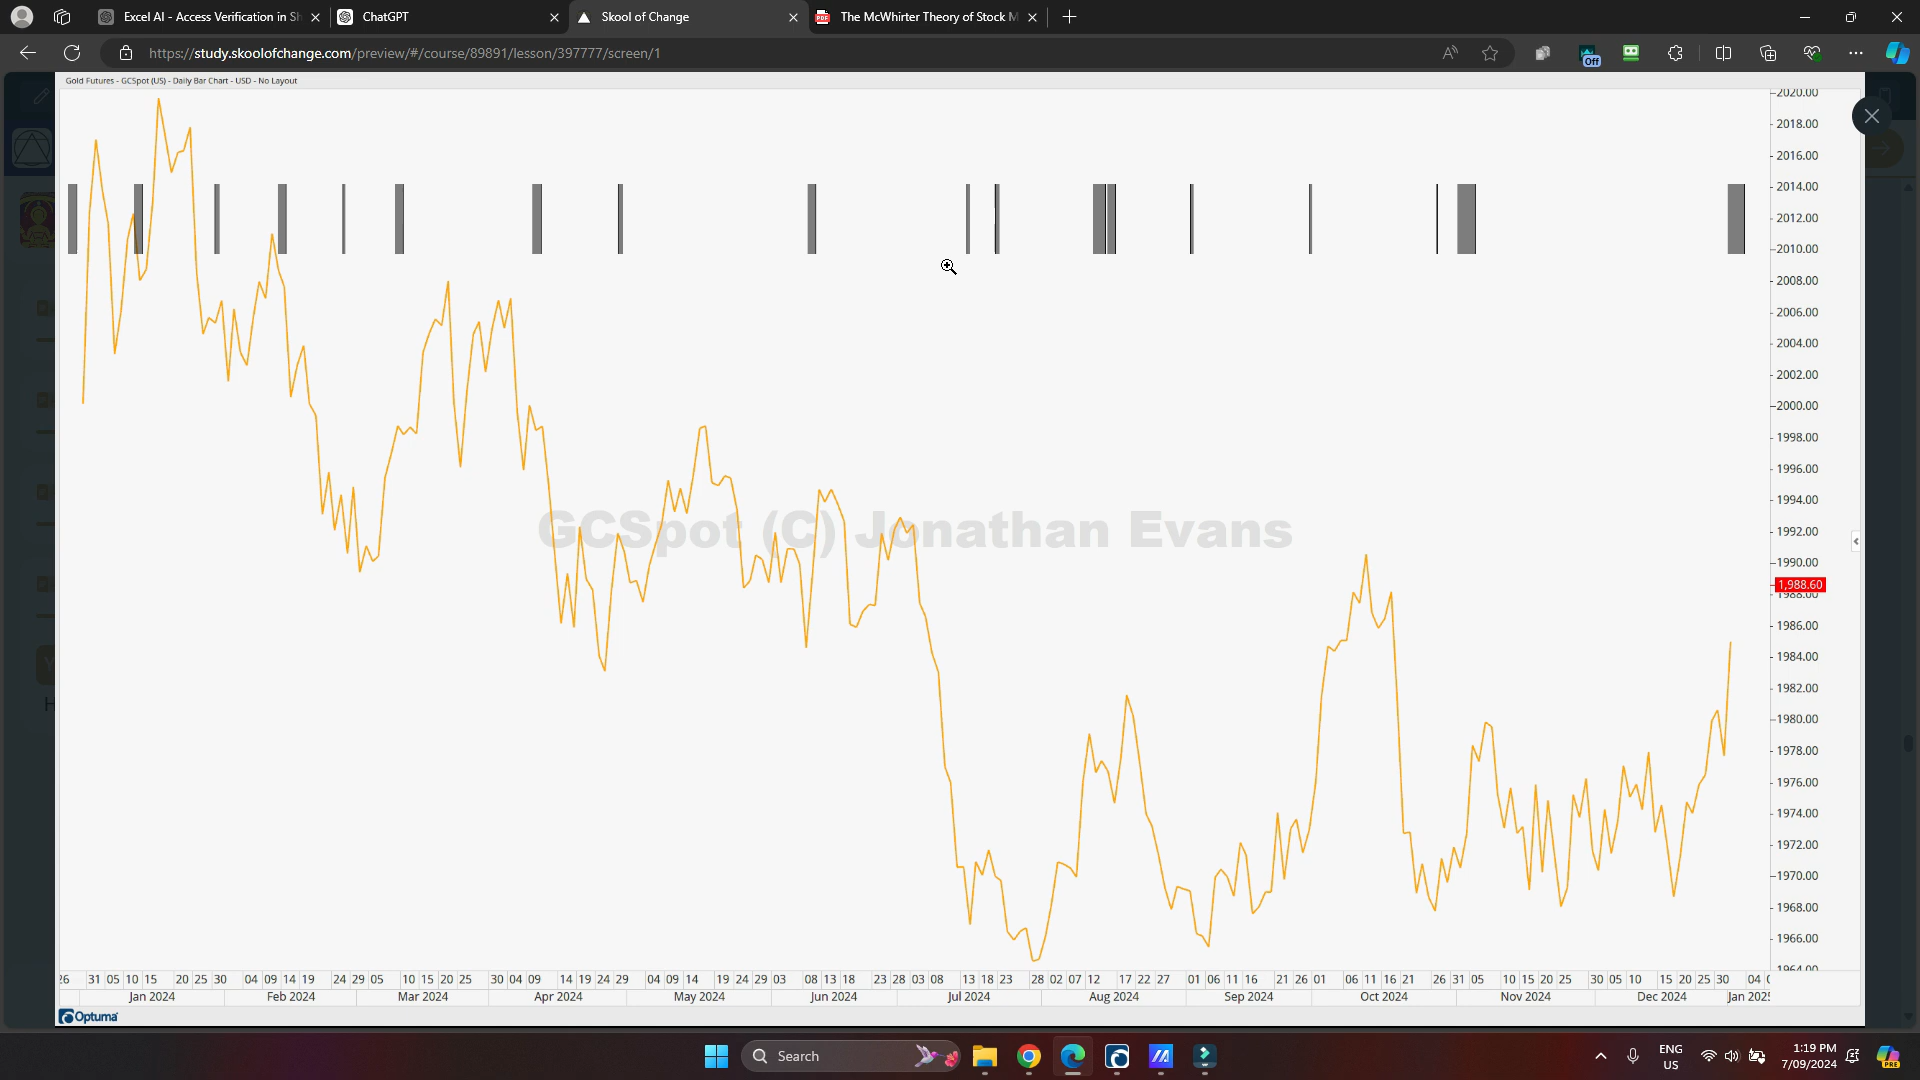 Excel AI - Access Verification in Sh
ChatGPT
Skool of Change
The McWhirter Theory of Stock M
https://study.skoolofchange.com/preview/#/course/89891/lesson/397777/screen/1
Off
Gold Futures - GCSpot (US) - Daily Bar Chart - USD - No Layout
2020.00
2018.00
2016.00
2014.00
2012.00
2010.00
2008.00
2006.00
2004.00
2002.00
2000.00
1998.00
1996.00
1994.00
1992.00
1990.00
1,988.60
1988.00
1986.00
1984.00
1982.00
1980.00
1978.00
1976.00
1974.00
1972.00
1970.00
1968.00
1966.00
1964.00
GCSpot (C) Jonathan Evans
26 31 05 10 15 20 25 30 04 09 14 19 24 29 05 10 15 20 25 30 04 09 14 19 24 29 04 09 14 19 24 29 03 08 13 18 23 28 03 08 13 18 23 28 02 07 12 17 22 27 01 06 11 16 21 26 01 06 11 16 21 26 31 05 10 15 20 25 30 05 10 15 20 25 30 04
Jan 2024 Feb 2024 Mar 2024 Apr 2024 May 2024 Jun 2024 Jul 2024 Aug 2024 Sep 2024 Oct 2024 Nov 2024 Dec 2024 Jan 2025
Optuma
Search
ENG
US
1:19 PM
7/09/2024
PRE